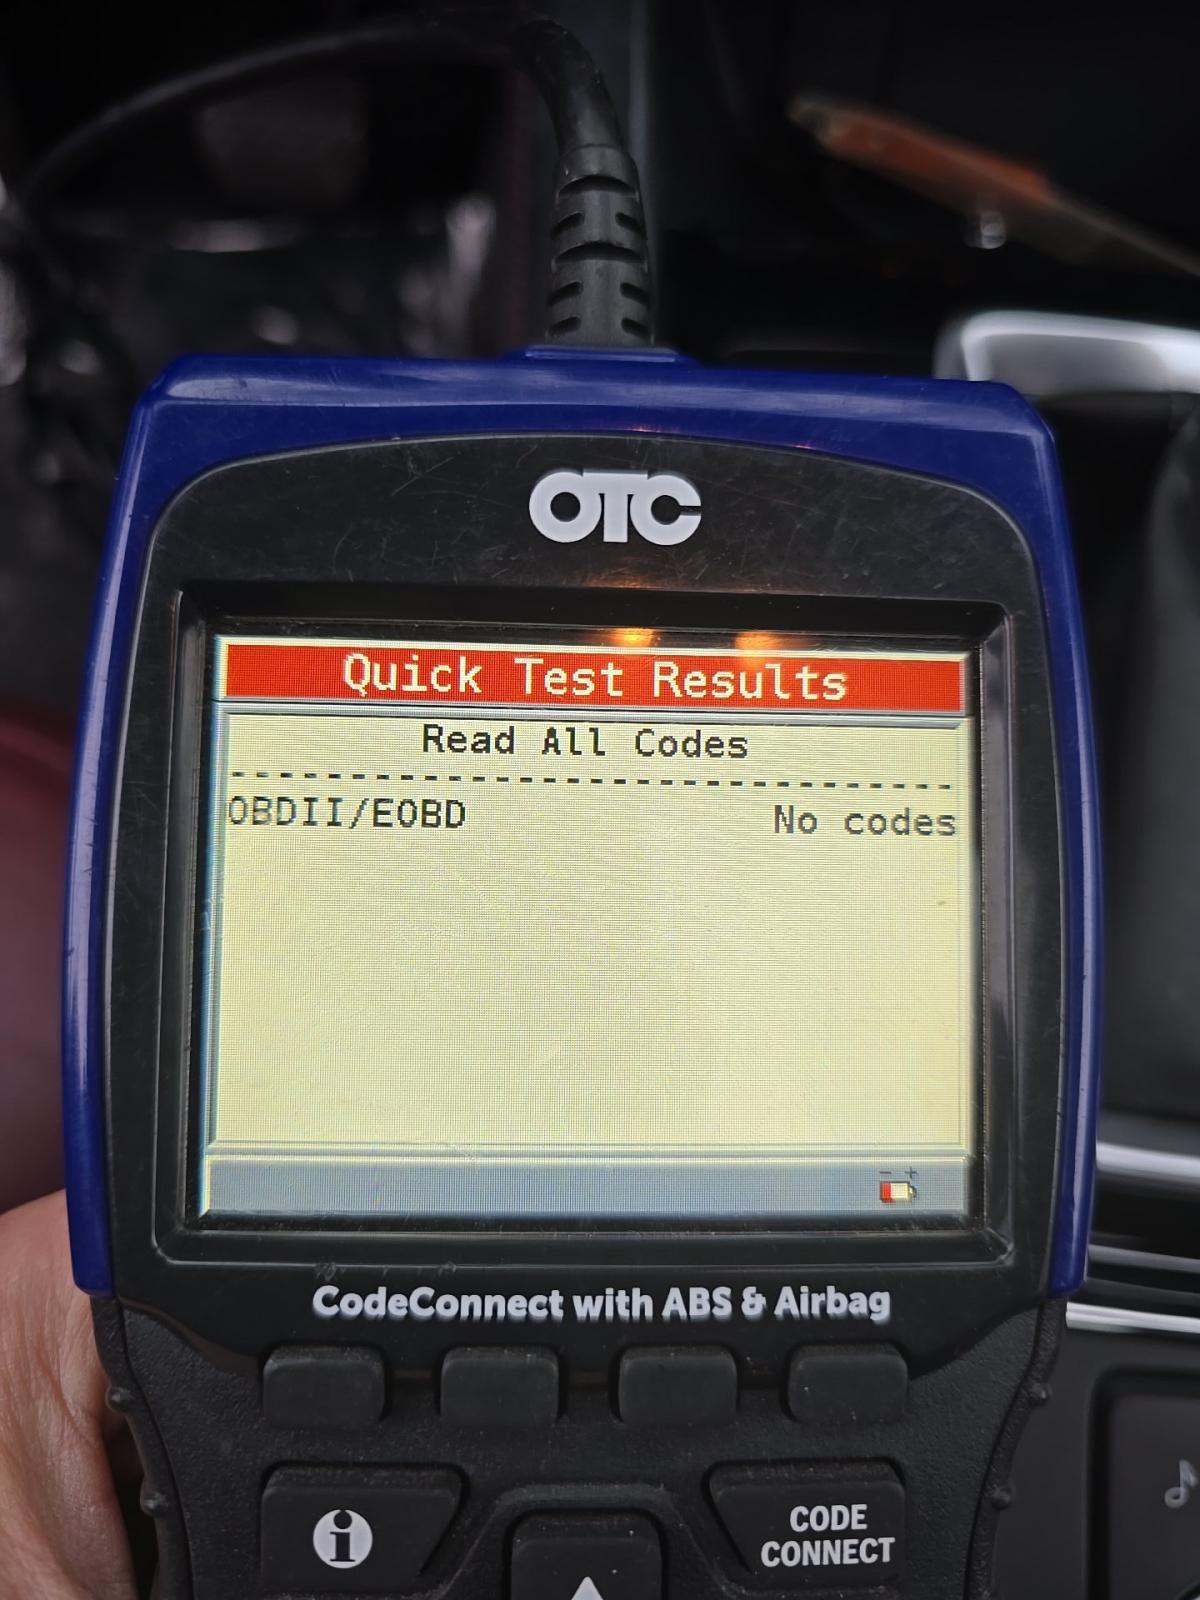 OTC
Quick Test Results
Read All Codes
--------------------------------
OBDII/EOBD No codes
- +
CodeConnect with ABS & Airbag
i
CODE
CONNECT